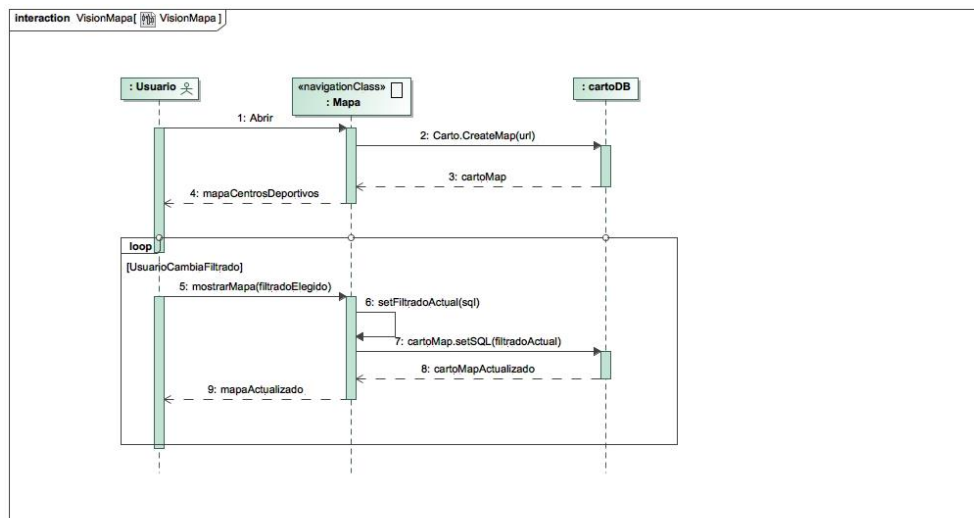 interaction VisionMapa[ VisionMapa ]
: Usuario
«navigationClass»
: Mapa
: cartoDB
1: Abrir
2: Carto.CreateMap(url)
3: cartoMap
4: mapaCentrosDeportivos
loop
[UsuarioCambiaFiltrado]
5: mostrarMapa(filtradoElegido)
6: setFiltradoActual(sql)
7: cartoMap.setSQL(filtradoActual)
8: cartoMapActualizado
9: mapaActualizado